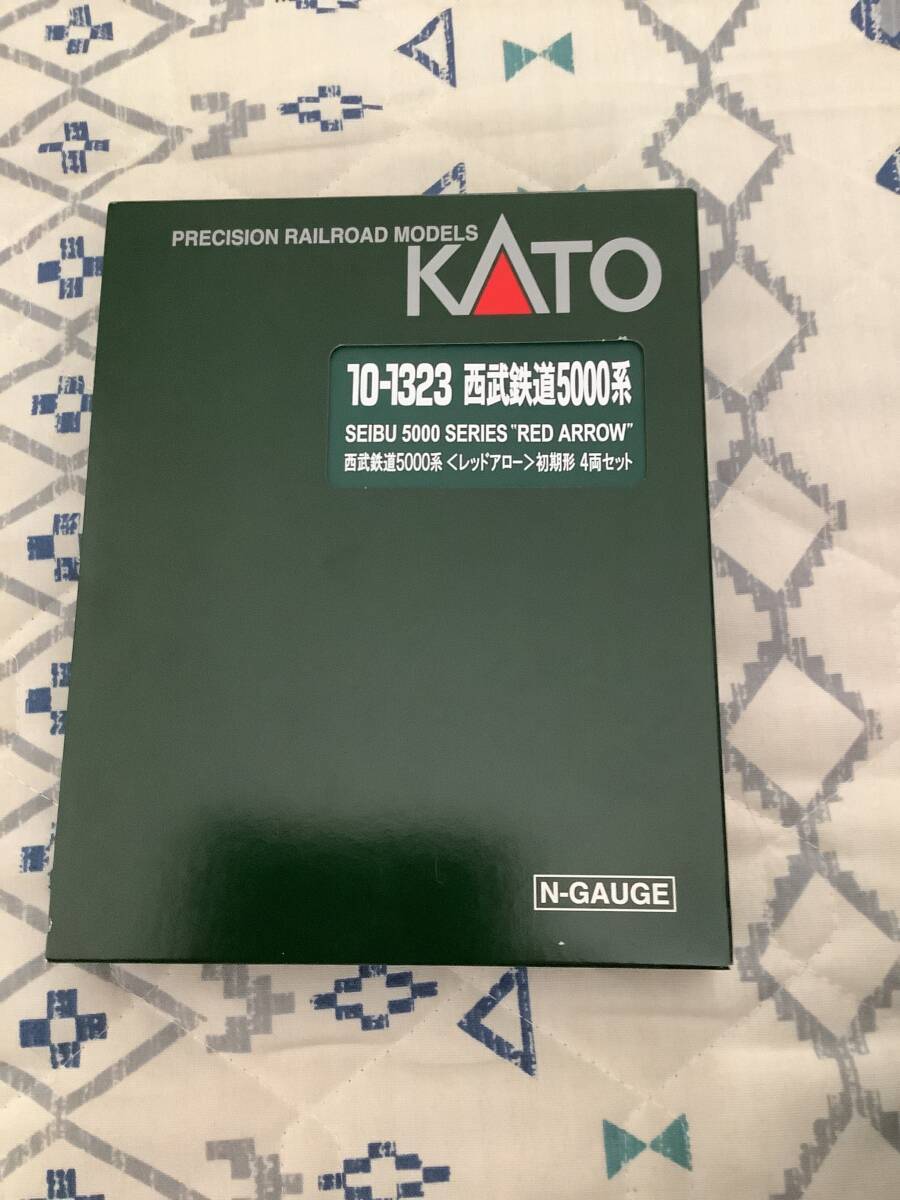 PRECISION RAILROAD MODELS
KATO
10-1323 西武鉄道5000系
SEIBU 5000 SERIES "RED ARROW"
西武鉄道5000系〈レッドアロー〉初期形 4両セット
N-GAUGE